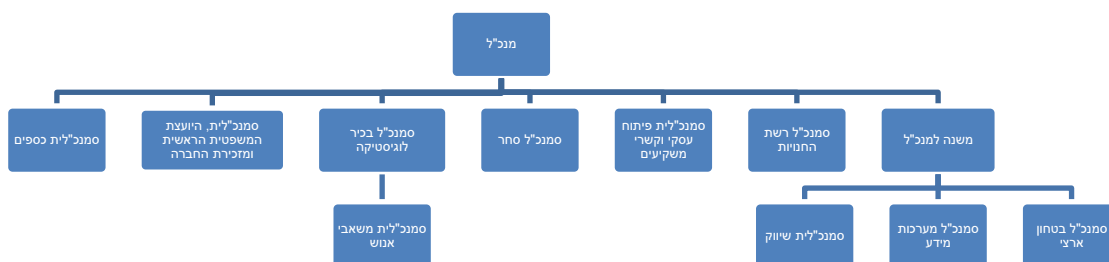 מנכ"ל
משנה למנכ"ל
סמנכ"ל רשת
החנויות
סמנכ"לית פיתוח
עסקי וקשרי
משקיעים
סמנכ"ל סחר
סמנכ"ל בכיר
לוגיסטיקה
סמנכ"לית, היועצת
המשפטית הראשית
ומזכירת החברה
סמנכ"לית כספים
סמנכ"ל בטחון
ארצי
סמנכ"ל מערכות
מידע
סמנכ"לית שיווק
סמנכ"לית משאבי
אנוש